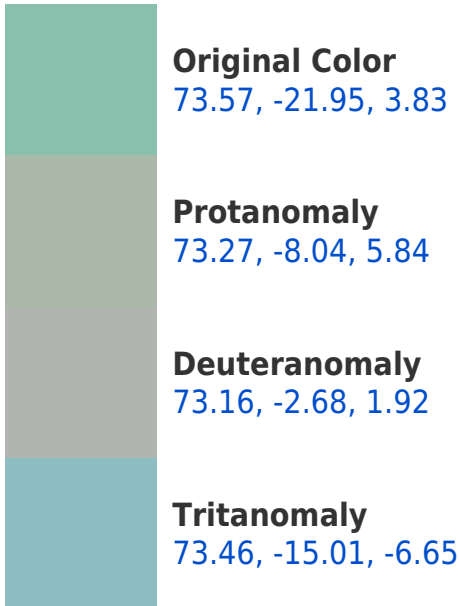 Original Color
73.57, -21.95, 3.83
Protanomaly
73.27, -8.04, 5.84
Deuteranomaly
73.16, -2.68, 1.92
Tritanomaly
73.46, -15.01, -6.65